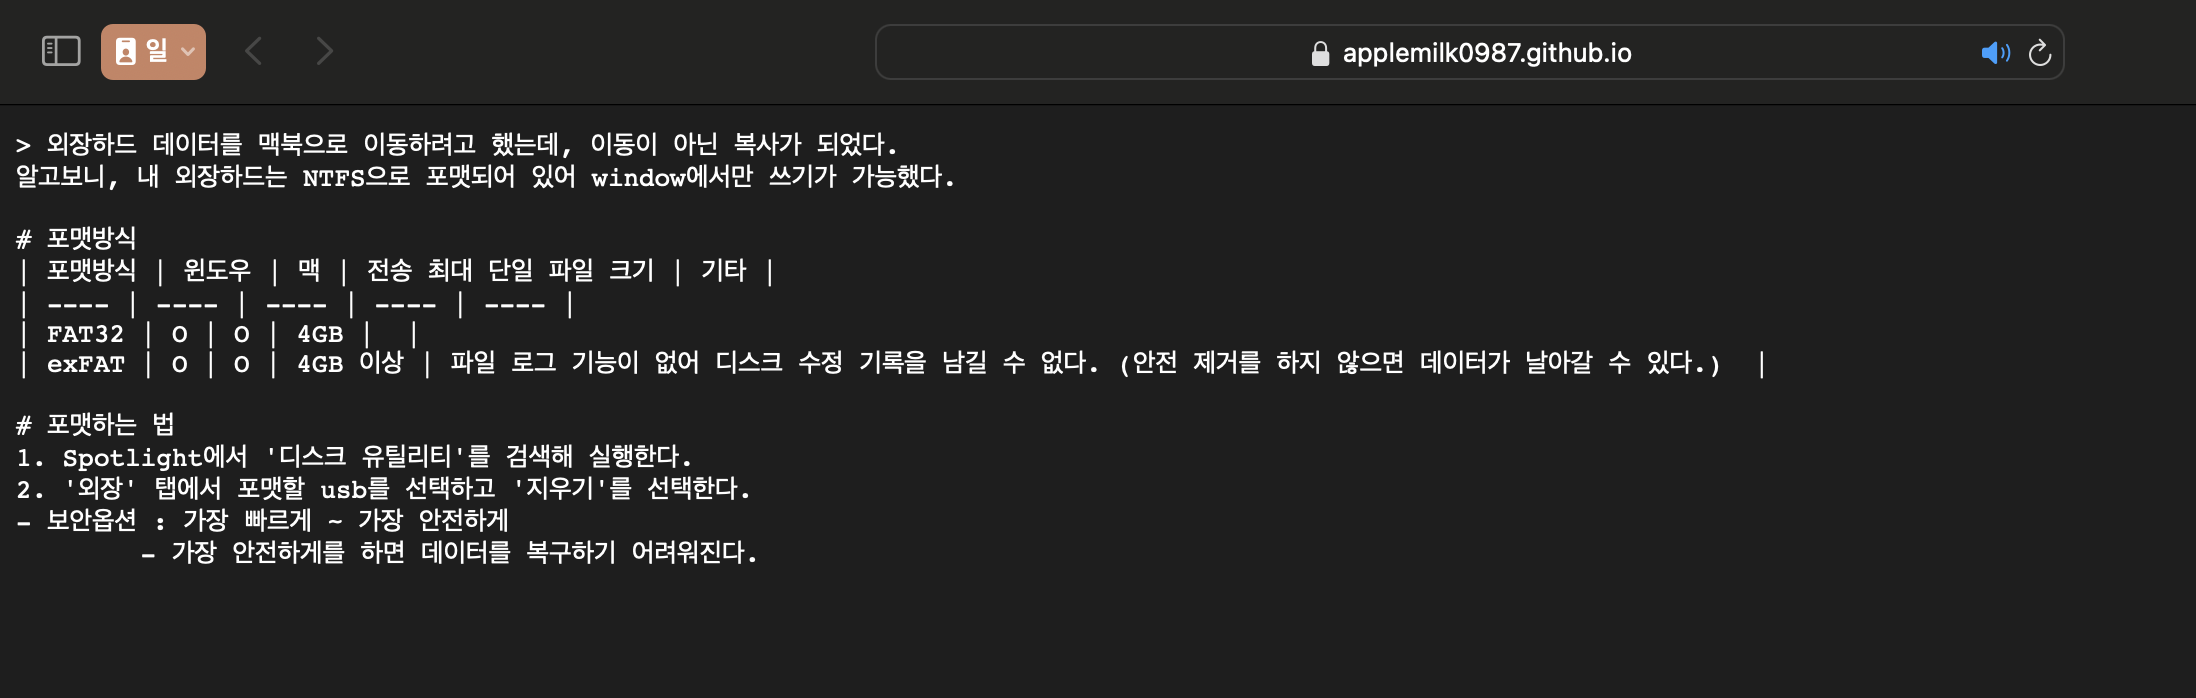 일
applemilk0987.github.io
> 외장하드 데이터를 맥북으로 이동하려고 했는데, 이동이 아닌 복사가 되었다.
알고보니, 내 외장하드는 NTFS으로 포맷되어 있어 window에서만 쓰기가 가능했다.
# 포맷방식
| 포맷방식 | 윈도우 | 맥 | 전송 최대 단일 파일 크기 | 기타 |
| ---- | ---- | ---- | ---- | ---- |
| FAT32 | O | O | 4GB |  |
| exFAT | O | O | 4GB 이상 | 파일 로그 기능이 없어 디스크 수정 기록을 남길 수 없다. (안전 제거를 하지 않으면 데이터가 날아갈 수 있다.)  |
# 포맷하는 법
1. Spotlight에서 '디스크 유틸리티'를 검색해 실행한다.
2. '외장' 탭에서 포맷할 usb를 선택하고 '지우기'를 선택한다.
- 보안옵션 : 가장 빠르게 ~ 가장 안전하게
- 가장 안전하게를 하면 데이터를 복구하기 어려워진다.